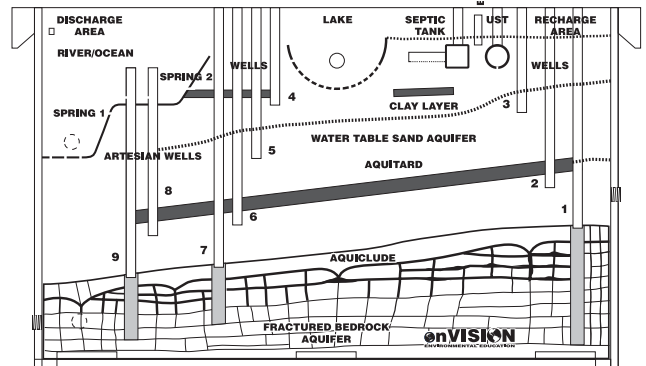 DISCHARGE
AREA
LAKE
SEPTIC
TANK
UST
RECHARGE
AREA
RIVER/OCEAN
SPRING 2
WELLS
WELLS
4
CLAY LAYER
3
SPRING 1
WATER TABLE SAND AQUIFER
5
ARTESIAN WELLS
AQUITARD
8
2
6
1
9
7
AQUICLUDE
FRACTURED BEDROCK
AQUIFER
enVISION
ENVIRONMENTAL EDUCATION